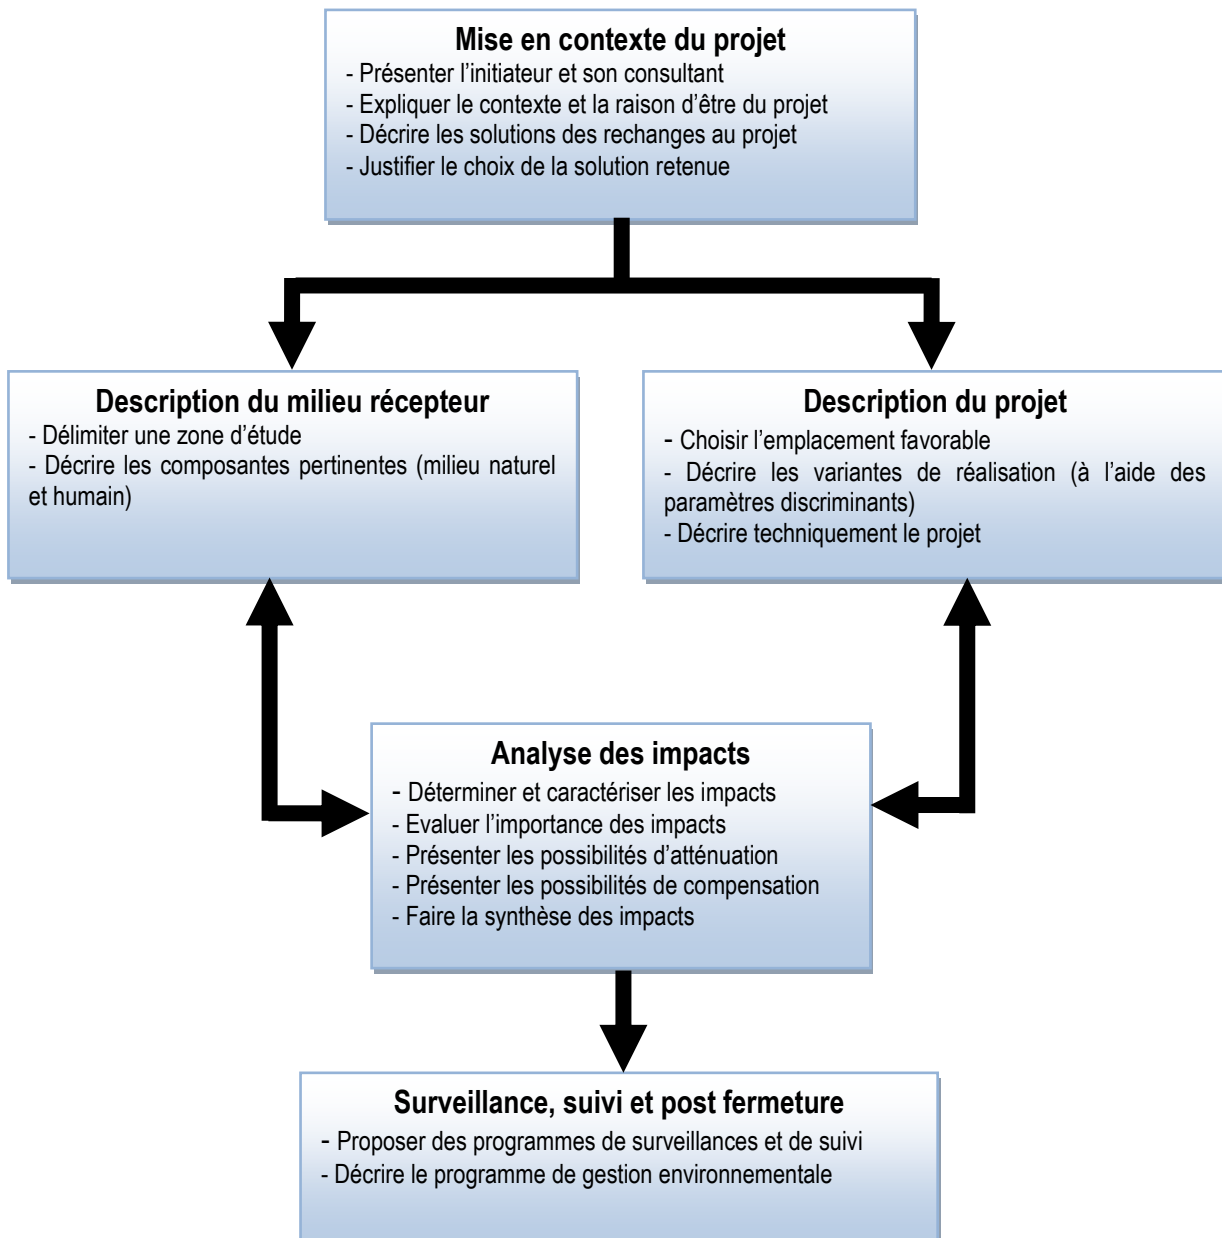 Mise en contexte du projet
- Présenter l’initiateur et son consultant
- Expliquer le contexte et la raison d’être du projet
- Décrire les solutions des rechanges au projet
- Justifier le choix de la solution retenue
Description du milieu récepteur
- Délimiter une zone d’étude
- Décrire les composantes pertinentes (milieu naturel
et humain)
Description du projet
- Choisir l’emplacement favorable
- Décrire les variantes de réalisation (à l’aide des
paramètres discriminants)
- Décrire techniquement le projet
Analyse des impacts
- Déterminer et caractériser les impacts
- Evaluer l’importance des impacts
- Présenter les possibilités d’atténuation
- Présenter les possibilités de compensation
- Faire la synthèse des impacts
Surveillance, suivi et post fermeture
- Proposer des programmes de surveillances et de suivi
- Décrire le programme de gestion environnementale